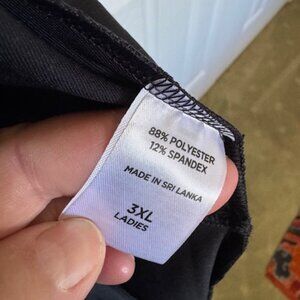 88% POLYESTER
12% SPANDEX
MADE IN SRI LANKA
3XL
LADIES